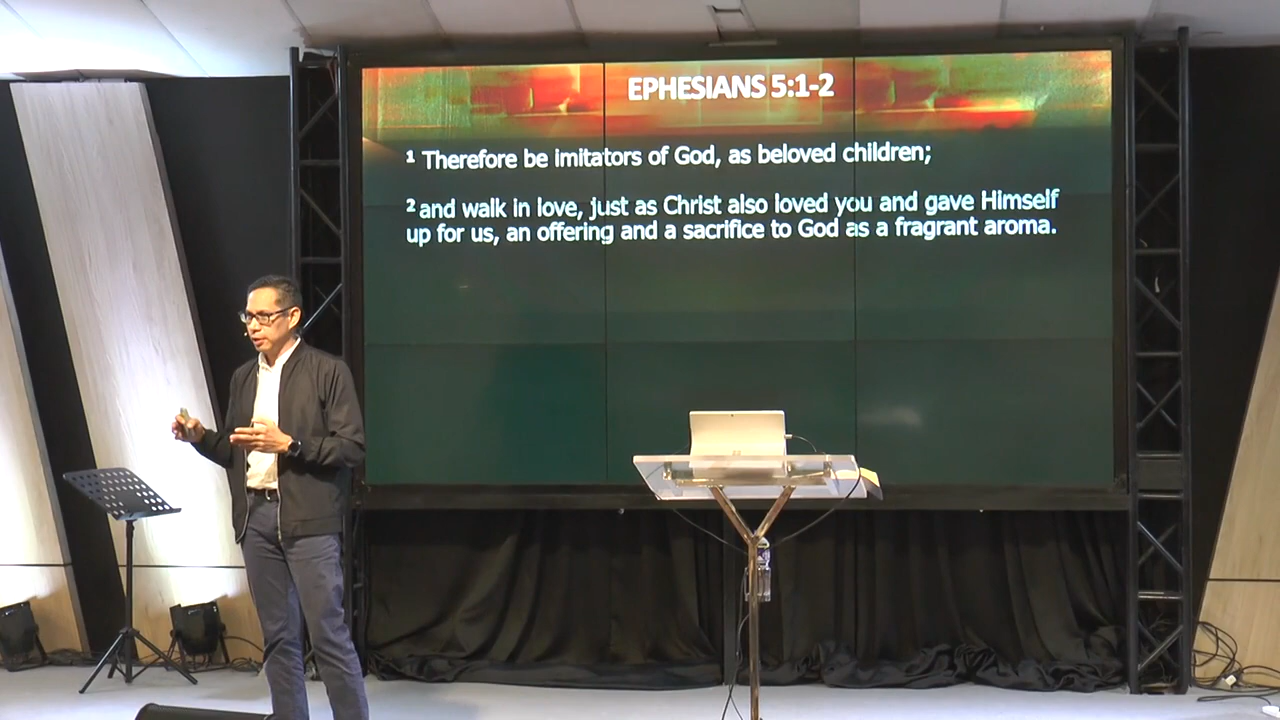 EPHESIANS 5:1-2
1 Therefore be imitators of God, as beloved children;
2 and walk in love, just as Christ also loved you and gave Himself
up for us, an offering and a sacrifice to God as a fragrant aroma.